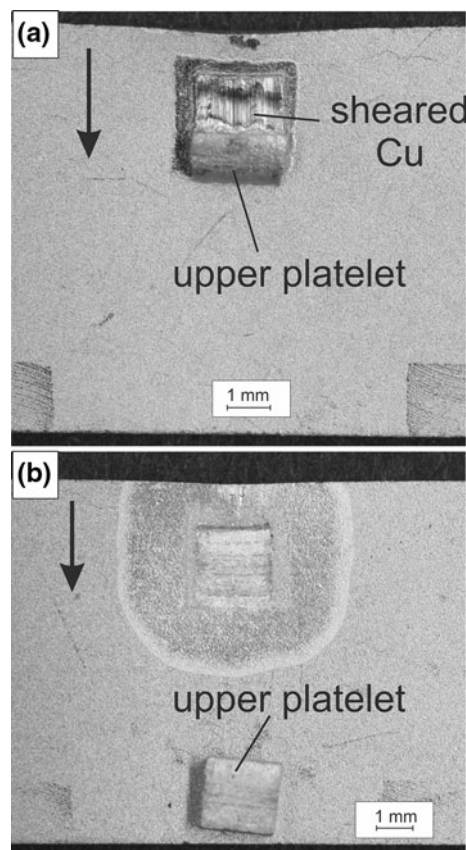 (a)
sheared
Cu
upper platelet
1 mm
(b)
upper platelet
1 mm